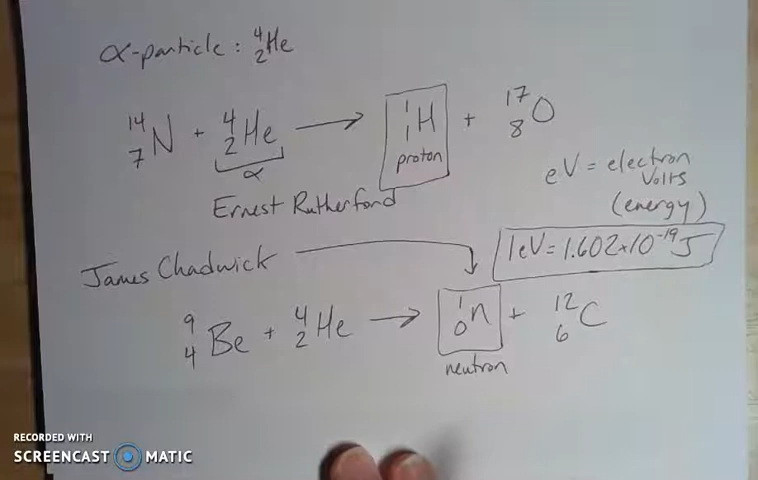 α-particle : ⁴₂He
¹⁴₇N + ⁴₂He → ¹₁H + ¹⁷₈O
α
proton
eV = electron
Volts
(energy)
Ernest Rutherford
1eV = 1.602×10⁻¹⁹J
James Chadwick
⁹₄Be + ⁴₂He → ¹₀n + ¹²₆C
neutron
RECORDED WITH
SCREENCAST MATIC